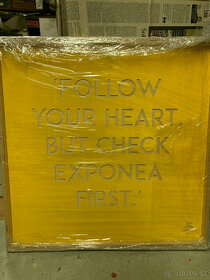 'FOLLOW
YOUR HEART,
BUT CHECK
EXPONEA
FIRST.'